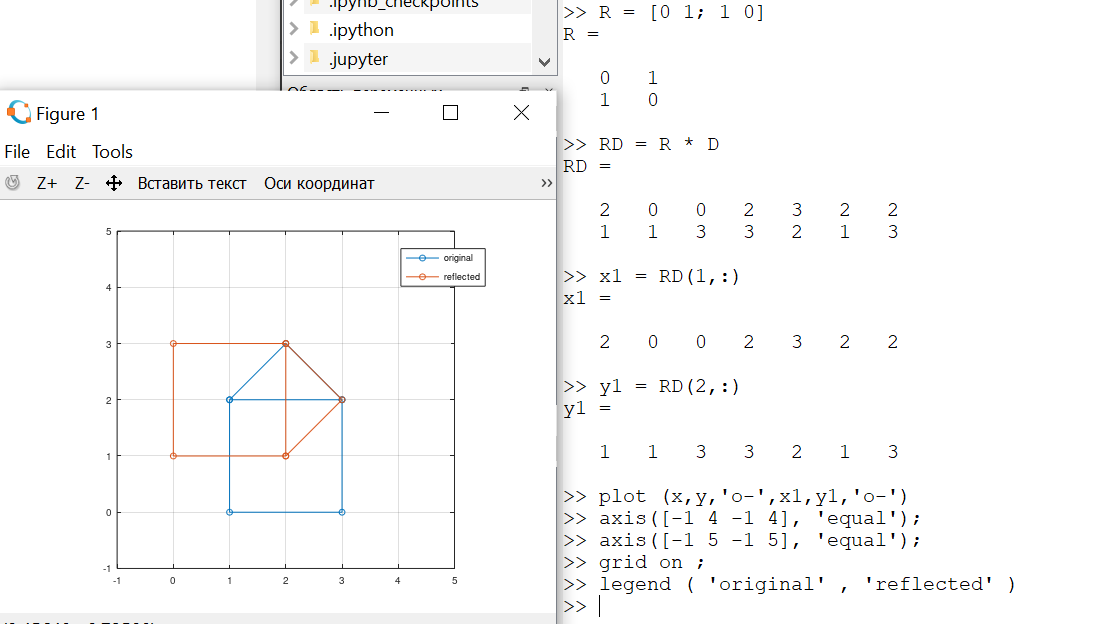 .ipynb_checkpoints
.ipython
.jupyter
Область переменных
Figure 1
File Edit Tools
Z+ Z- Вставить текст Оси координат »
original
reflected
5
4
3
2
1
0
-1
-1 0 1 2 3 4 5
>> R = [0 1; 1 0]
R =
0 1
1 0
>> RD = R * D
RD =
2 0 0 2 3 2 2
1 1 3 3 2 1 3
>> x1 = RD(1,:)
x1 =
2 0 0 2 3 2 2
>> y1 = RD(2,:)
y1 =
1 1 3 3 2 1 3
>> plot (x,y,'o-',x1,y1,'o-')
>> axis([-1 4 -1 4], 'equal');
>> axis([-1 5 -1 5], 'equal');
>> grid on ;
>> legend ( 'original' , 'reflected' )
>>